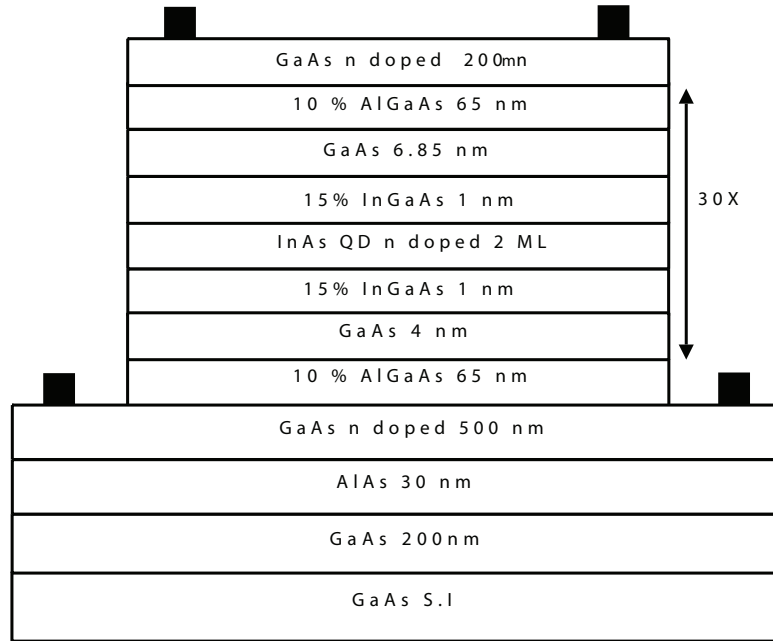 GaAs n doped 200mn
10 % AlGaAs 65 nm
GaAs 6.85 nm
15% InGaAs 1 nm
30X
InAs QD n doped 2 ML
15% InGaAs 1 nm
GaAs 4 nm
10 % AlGaAs 65 nm
GaAs n doped 500 nm
AlAs 30 nm
GaAs 200nm
GaAs S.I